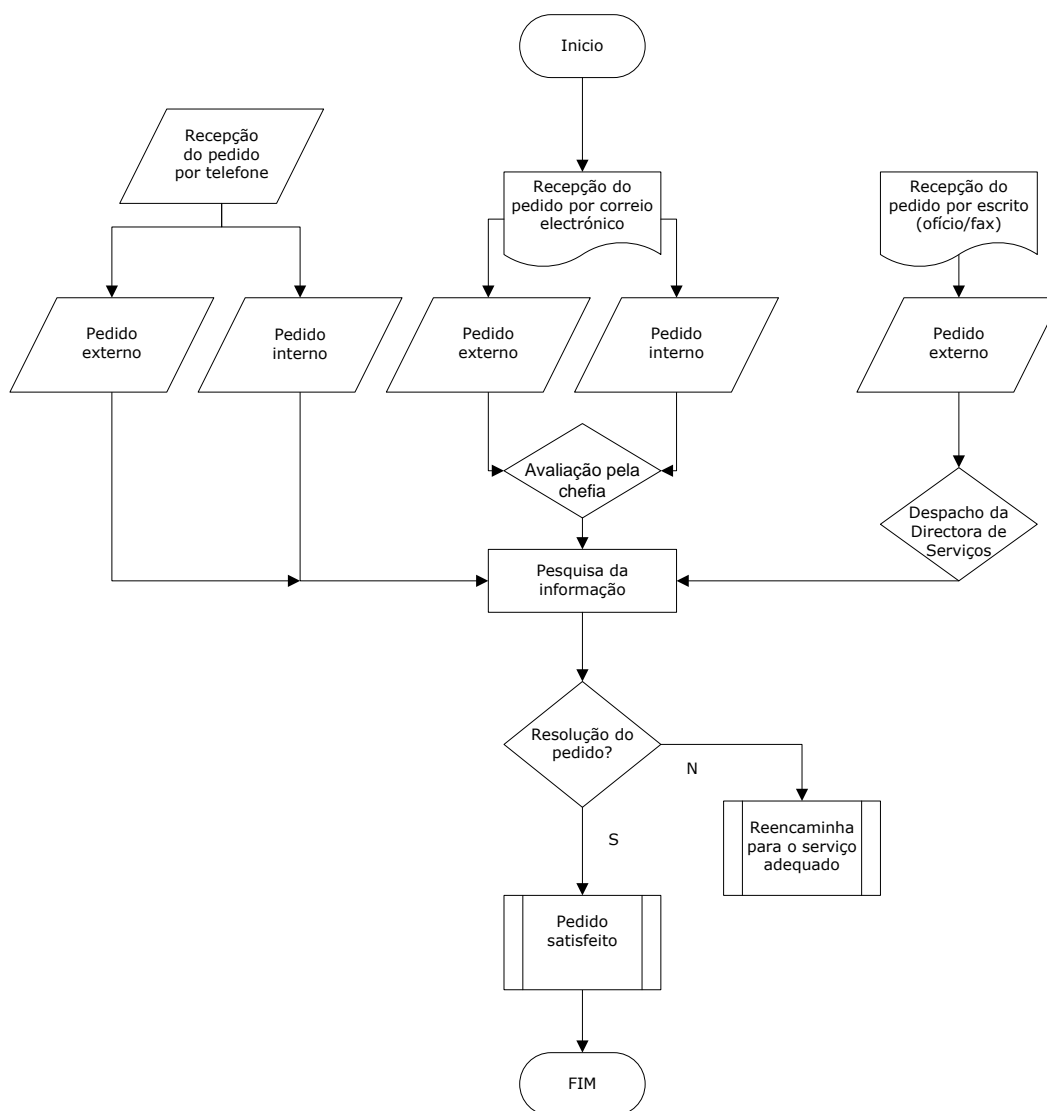 Inicio
Recepção
do pedido
por telefone
Recepção do
pedido por correio
electrónico
Recepção do
pedido por escrito
(ofício/fax)
Pedido
externo
Pedido
interno
Pedido
externo
Pedido
interno
Pedido
externo
Avaliação pela
chefia
Despacho da
Directora de
Serviços
Pesquisa da
informação
Resolução do
pedido?
N
S
Reencaminha
para o serviço
adequado
Pedido
satisfeito
FIM